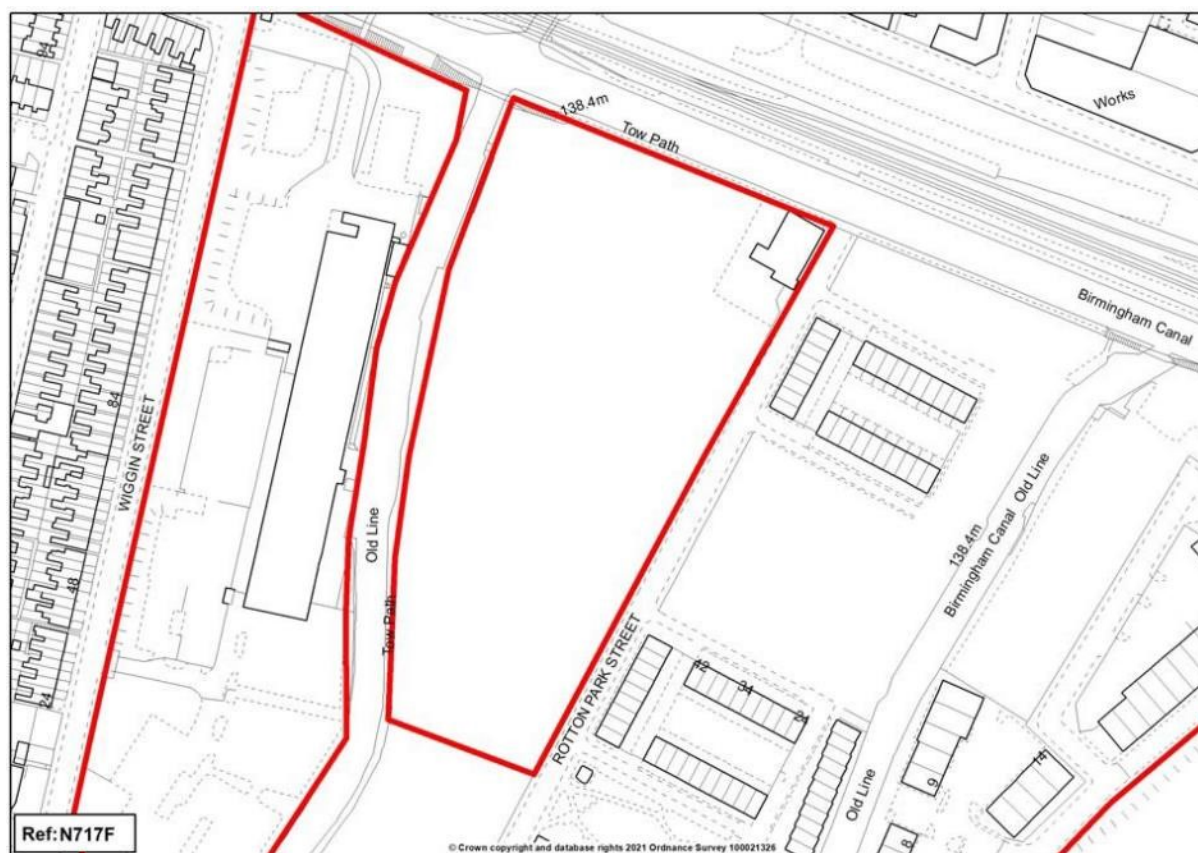 Works
138.4m
Tow Path
Birmingham Canal
84
WIGGIN STREET
Old Line
138.4m
Birmingham Canal Old Line
Old Line
48
Tow Path
ROTTON PARK STREET
42
34
24
24
14
9
Old Line
8
Ref:N717F
© Crown copyright and database rights 2021 Ordnance Survey 100021326